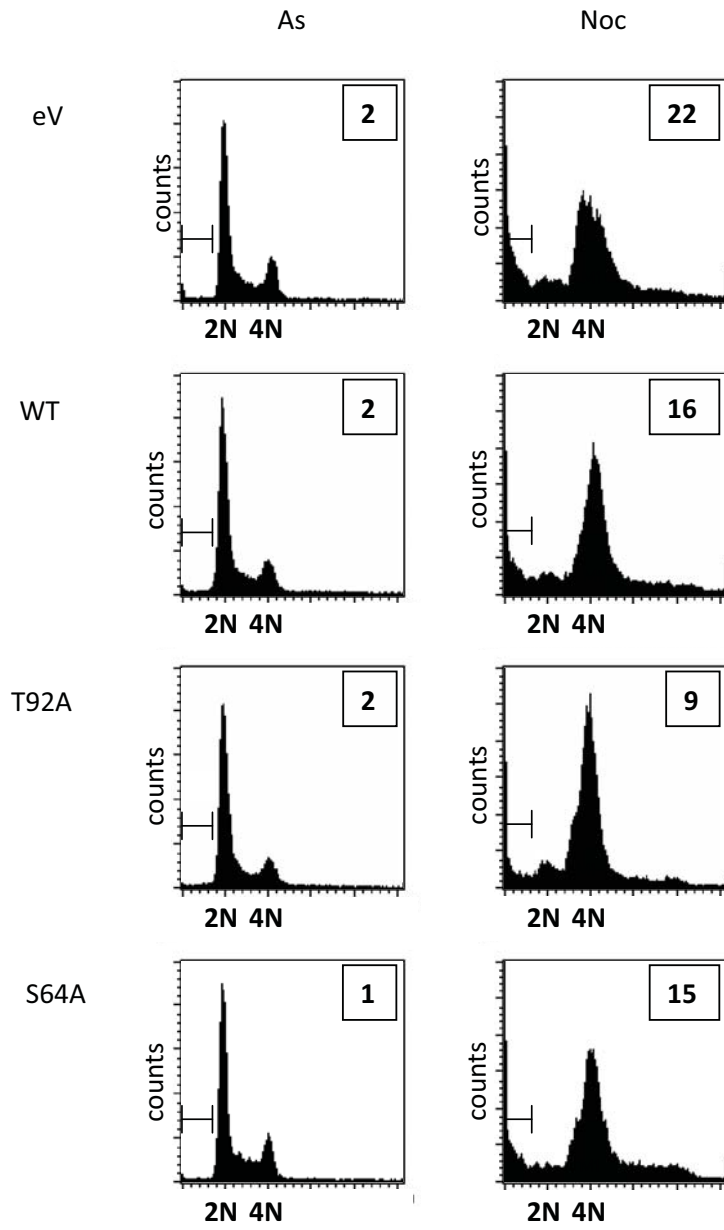 As Noc
eV
counts 2
2N 4N
counts 22
2N 4N
WT
counts 2
2N 4N
counts 16
2N 4N
T92A
counts 2
2N 4N
counts 9
2N 4N
S64A
counts 1
2N 4N
counts 15
2N 4N